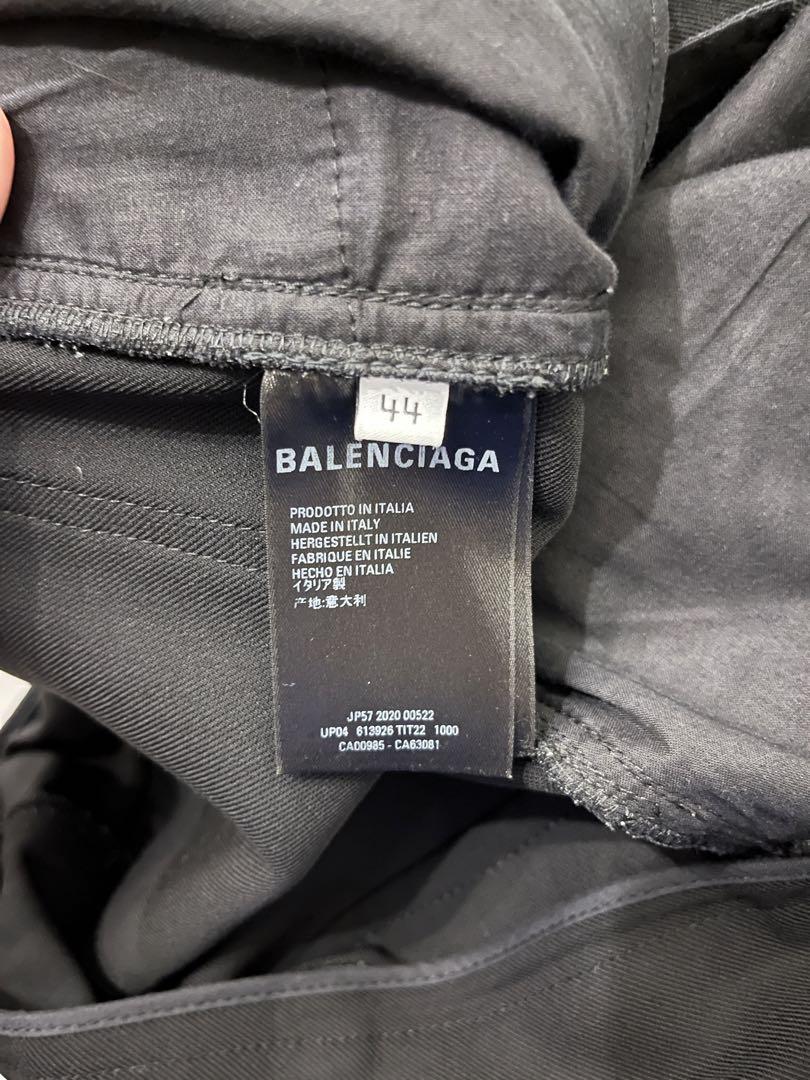 44
BALENCIAGA
PRODOTTO IN ITALIA
MADE IN ITALY
HERGESTELLT IN ITALIEN
FABRIQUE EN ITALIE
HECHO EN ITALIA
イタリア製
产地:意大利
JP57 2020 00522
UP04 613926 TIT22 1000
CA00985 - CA63081